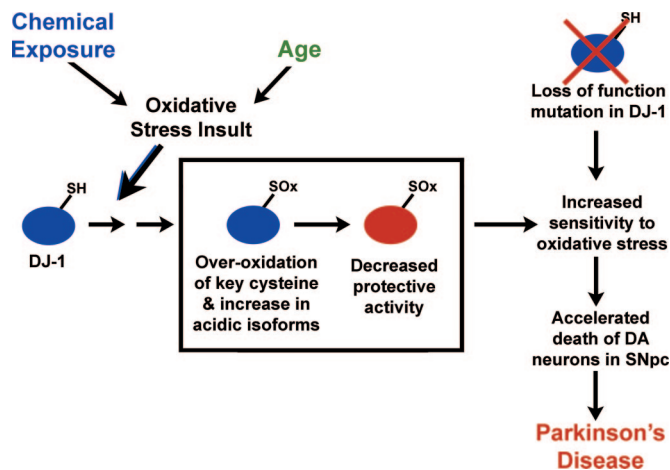 Chemical
Exposure
Age
Oxidative
Stress Insult
SH
DJ-1
SOx
Over-oxidation
of key cysteine
& increase in
acidic isoforms
SOx
Decreased
protective
activity
SH
Loss of function
mutation in DJ-1
Increased
sensitivity to
oxidative stress
Accelerated
death of DA
neurons in SNpc
Parkinson's
Disease